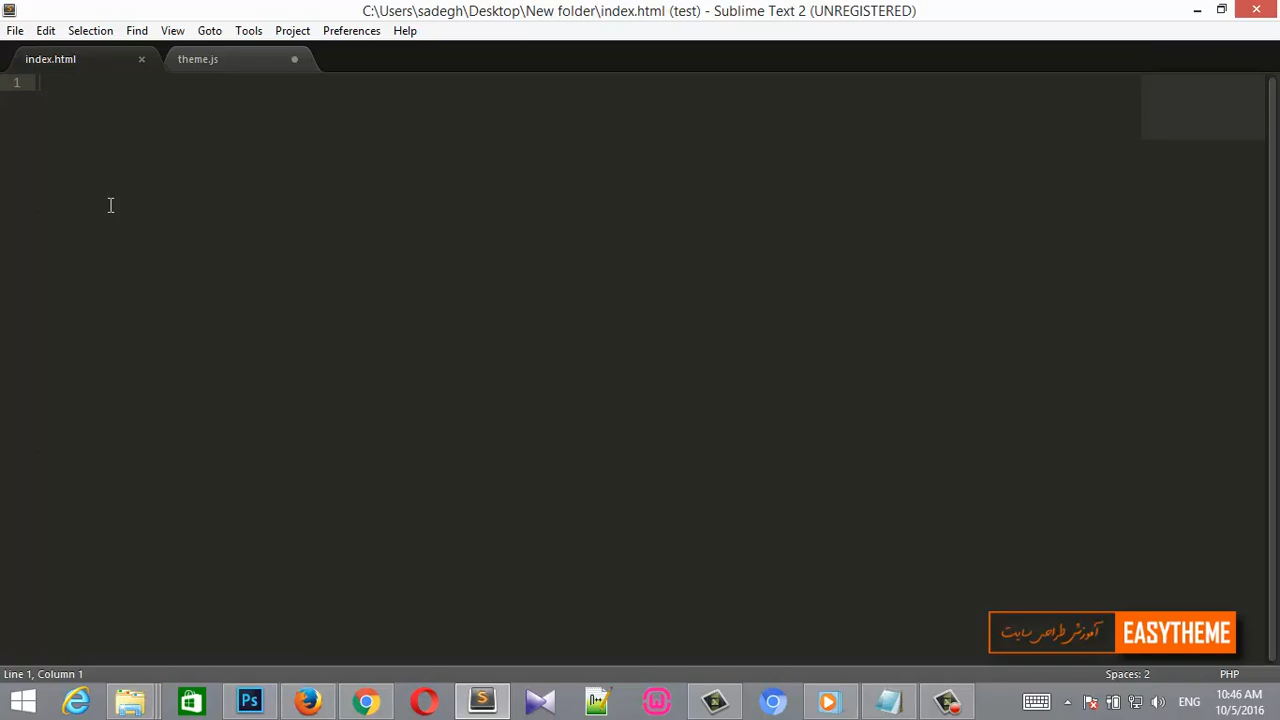 C:\Users\sadegh\Desktop\New folder\index.html (test) - Sublime Text 2 (UNREGISTERED)
File Edit Selection Find View Goto Tools Project Preferences Help
index.html theme.js
1
آموزش طراحی سایت EASYTHEME
Line 1, Column 1 Spaces: 2 PHP
ENG 10:46 AM
10/5/2016